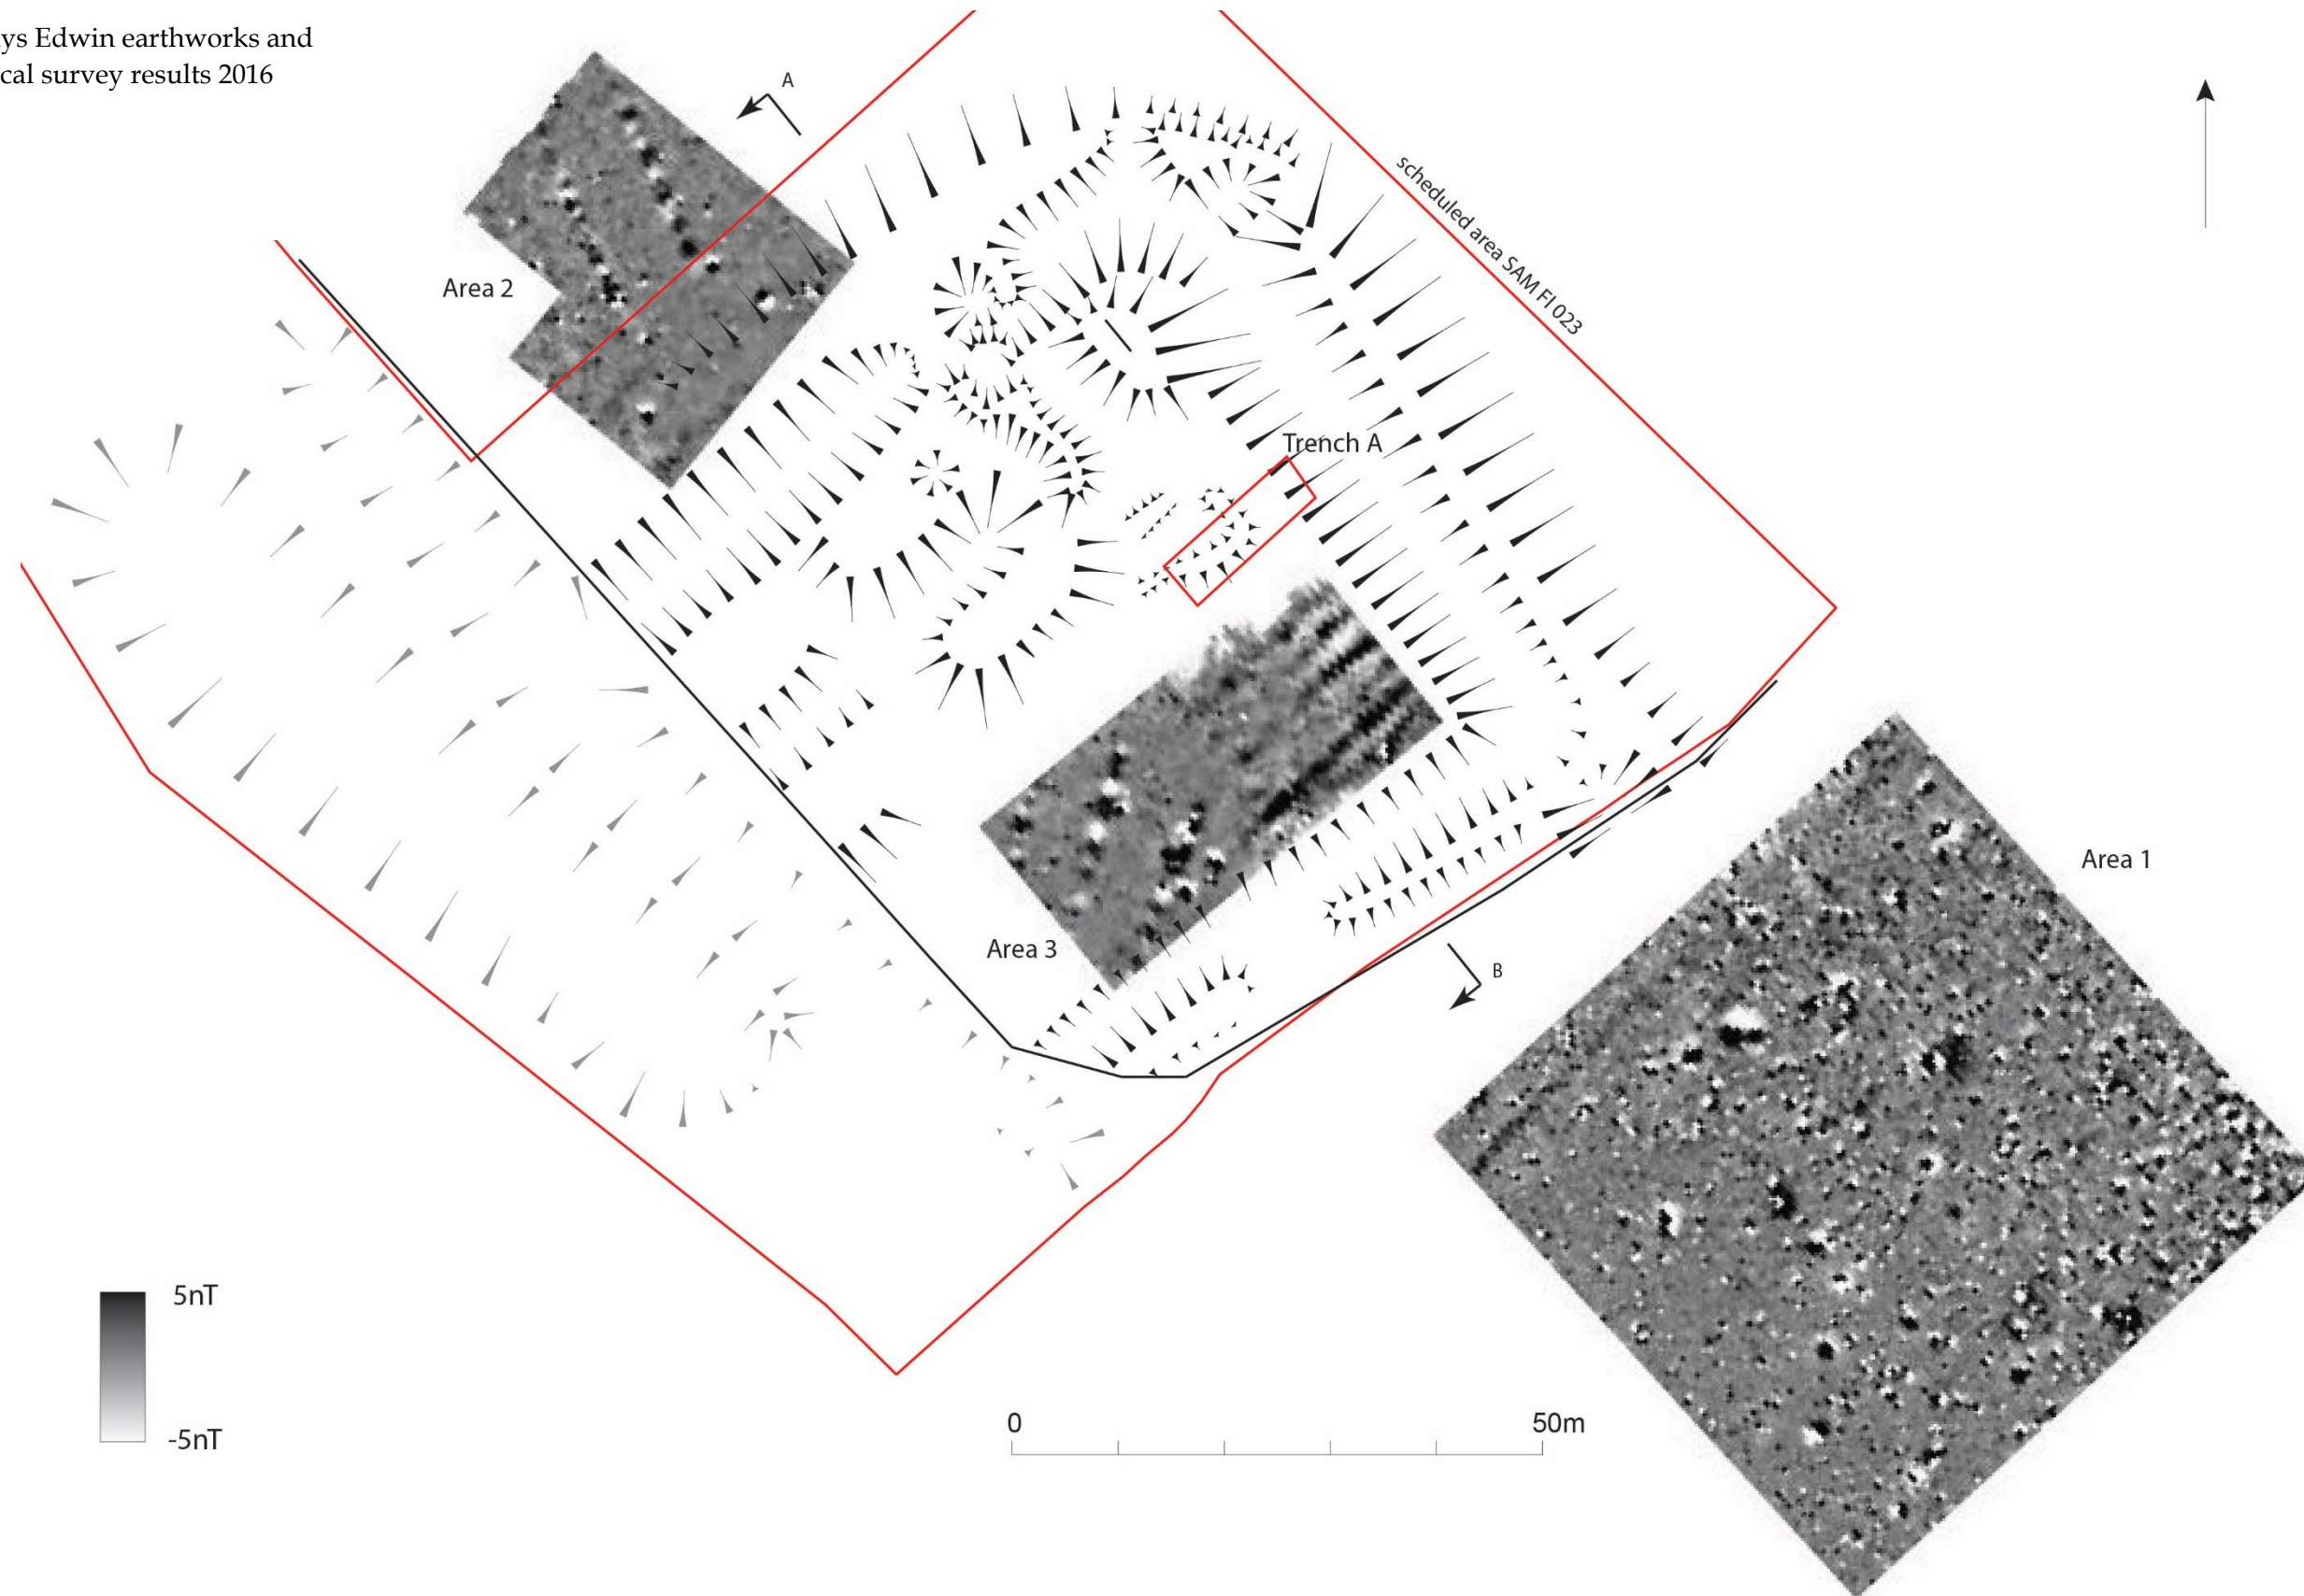 ys Edwin earthworks and
cal survey results 2016
A
scheduled area SAM FI 023
Area 2
Trench A
Area 1
Area 3
B
5nT
-5nT
0 50m